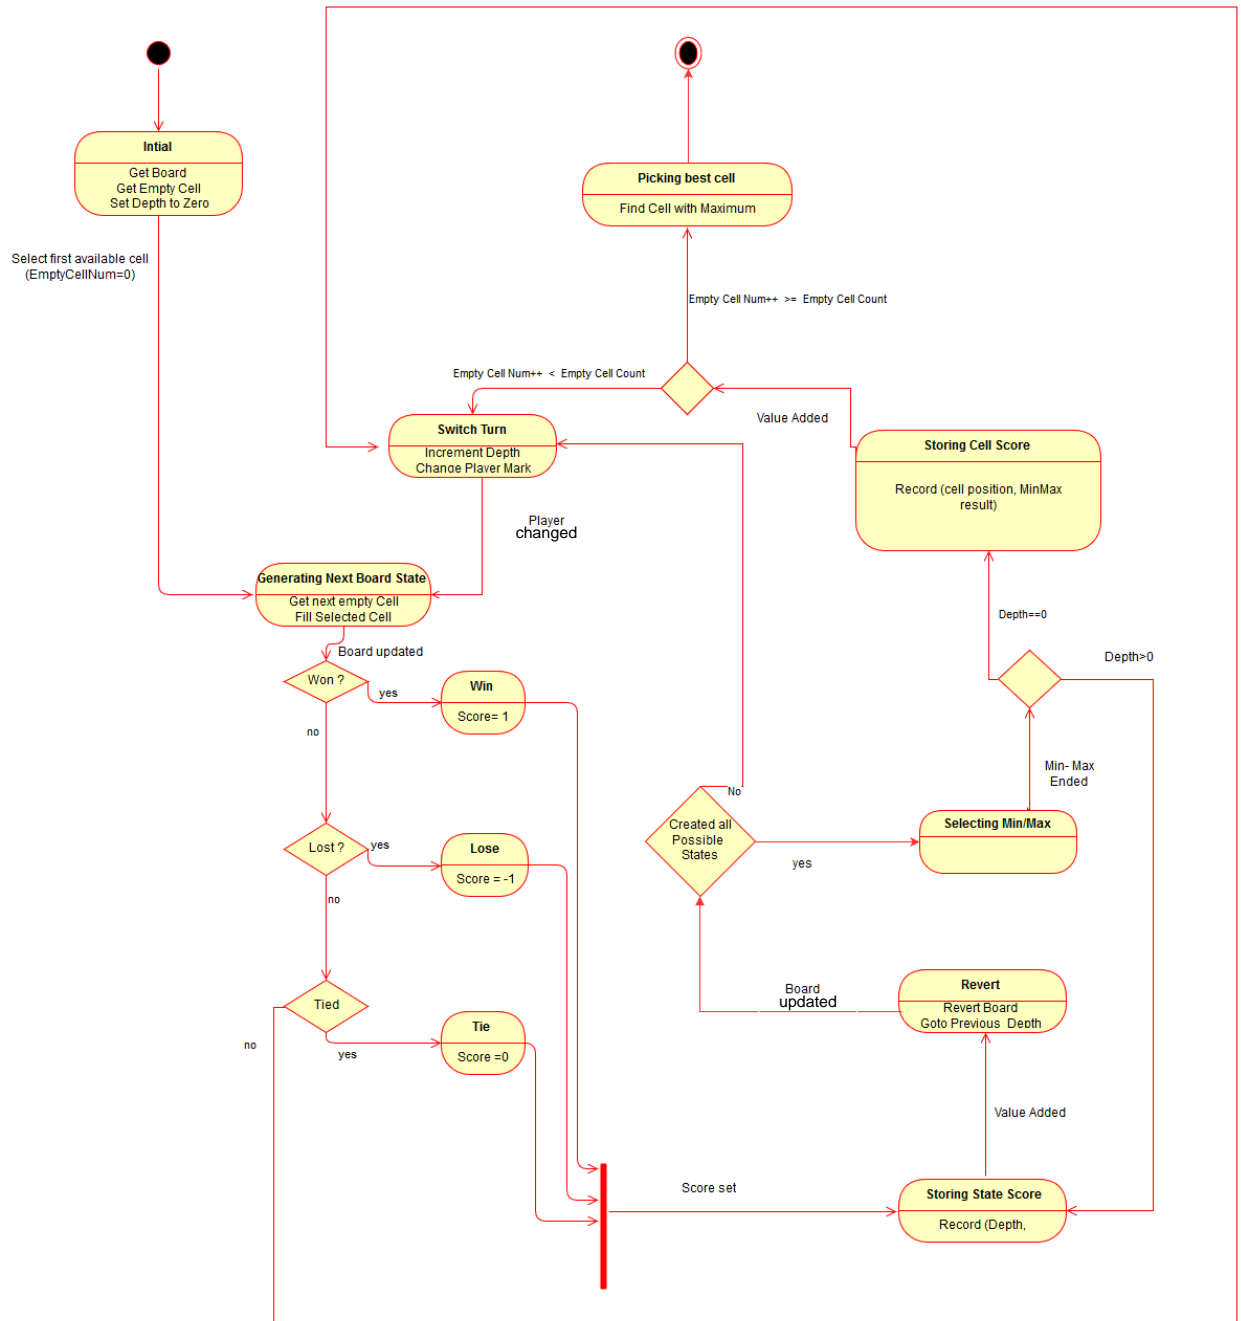 Intial
Get Board
Get Empty Cell
Set Depth to Zero
Select first available cell
(EmptyCellNum=0)
Picking best cell
Find Cell with Maximum
Empty Cell Num++ >= Empty Cell Count
Empty Cell Num++ < Empty Cell Count
Value Added
Switch Turn
Increment Depth
Change Player Mark
Storing Cell Score
Record (cell position, MinMax
result)
Player
changed
Generating Next Board State
Get next empty Cell
Fill Selected Cell
Board updated
Depth==0
Depth>0
Won ?
yes
no
Win
Score= 1
Min- Max
Ended
No
Created all
Possible
States
yes
Selecting Min/Max
Lost ?
yes
no
Lose
Score = -1
Tied
no
yes
Tie
Score =0
Board
updated
Revert
Revert Board
Goto Previous Depth
Value Added
Score set
Storing State Score
Record (Depth,